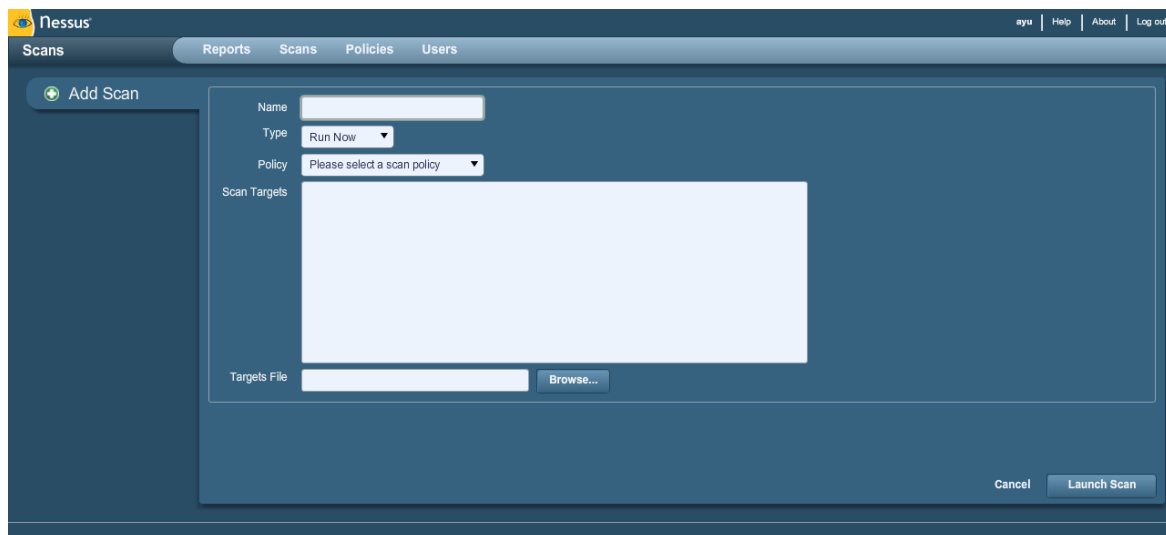 Nessus
ayu | Help | About | Log out
Scans
Reports Scans Policies Users
Add Scan
Name
Type Run Now
Policy Please select a scan policy
Scan Targets
Targets File Browse...
Cancel Launch Scan